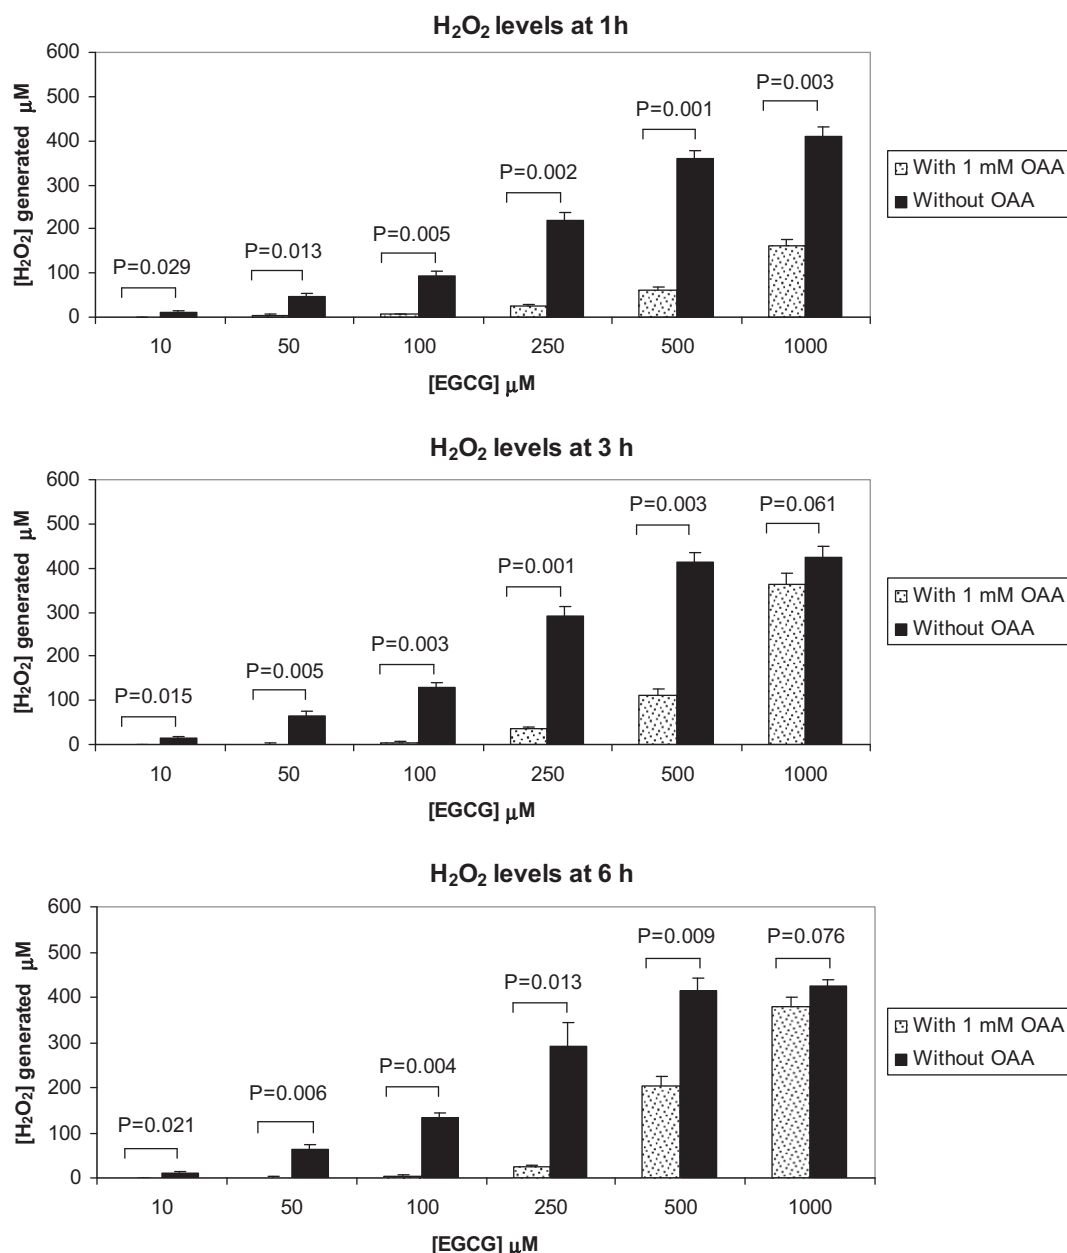 H₂O₂ levels at 1h
[H₂O₂] generated μM
600
500
400
300
200
100
0
P=0.029
P=0.013
P=0.005
P=0.002
P=0.001
P=0.003
10 50 100 250 500 1000
[EGCG] μM
With 1 mM OAA
Without OAA
H₂O₂ levels at 3 h
[H₂O₂] generated μM
600
500
400
300
200
100
0
P=0.015
P=0.005
P=0.003
P=0.001
P=0.003
P=0.061
10 50 100 250 500 1000
[EGCG] μM
With 1 mM OAA
Without OAA
H₂O₂ levels at 6 h
[H₂O₂] generated μM
600
500
400
300
200
100
0
P=0.021
P=0.006
P=0.004
P=0.013
P=0.009
P=0.076
10 50 100 250 500 1000
[EGCG] μM
With 1 mM OAA
Without OAA